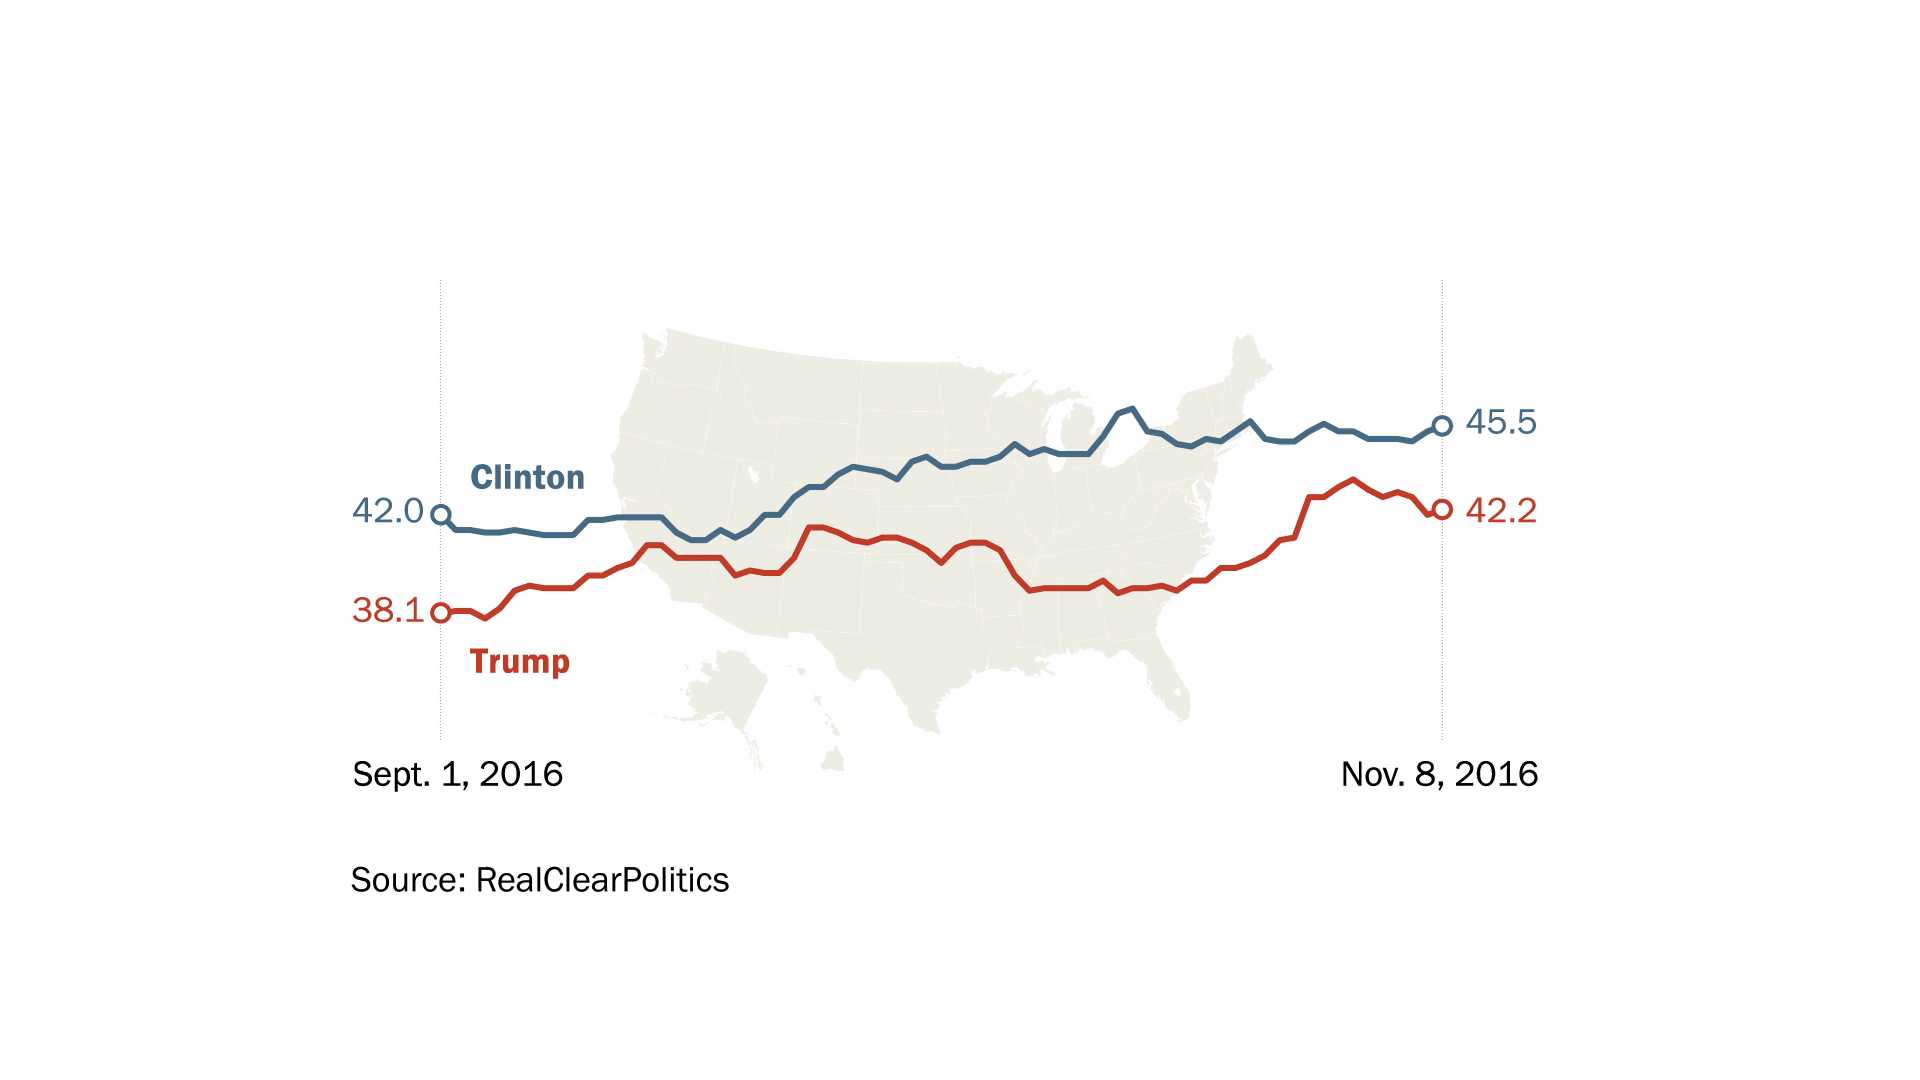 Clinton
42.0
45.5
38.1
42.2
Trump
Sept. 1, 2016
Nov. 8, 2016
Source: RealClearPolitics